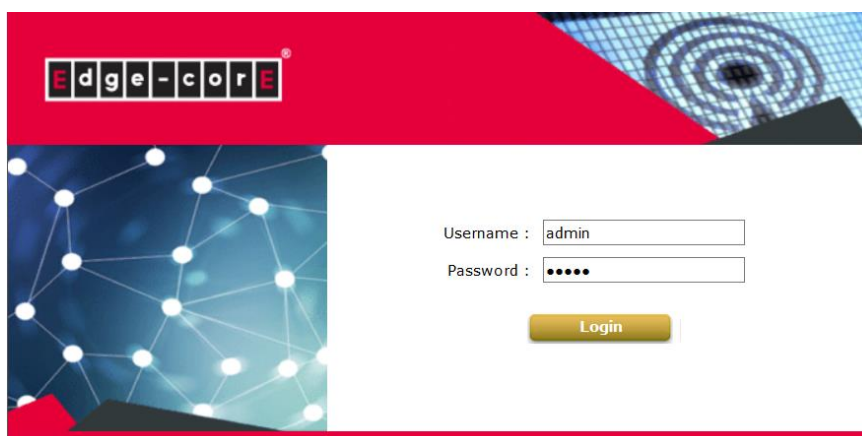 Edge-corE®
Username : admin
Password : •••••
Login